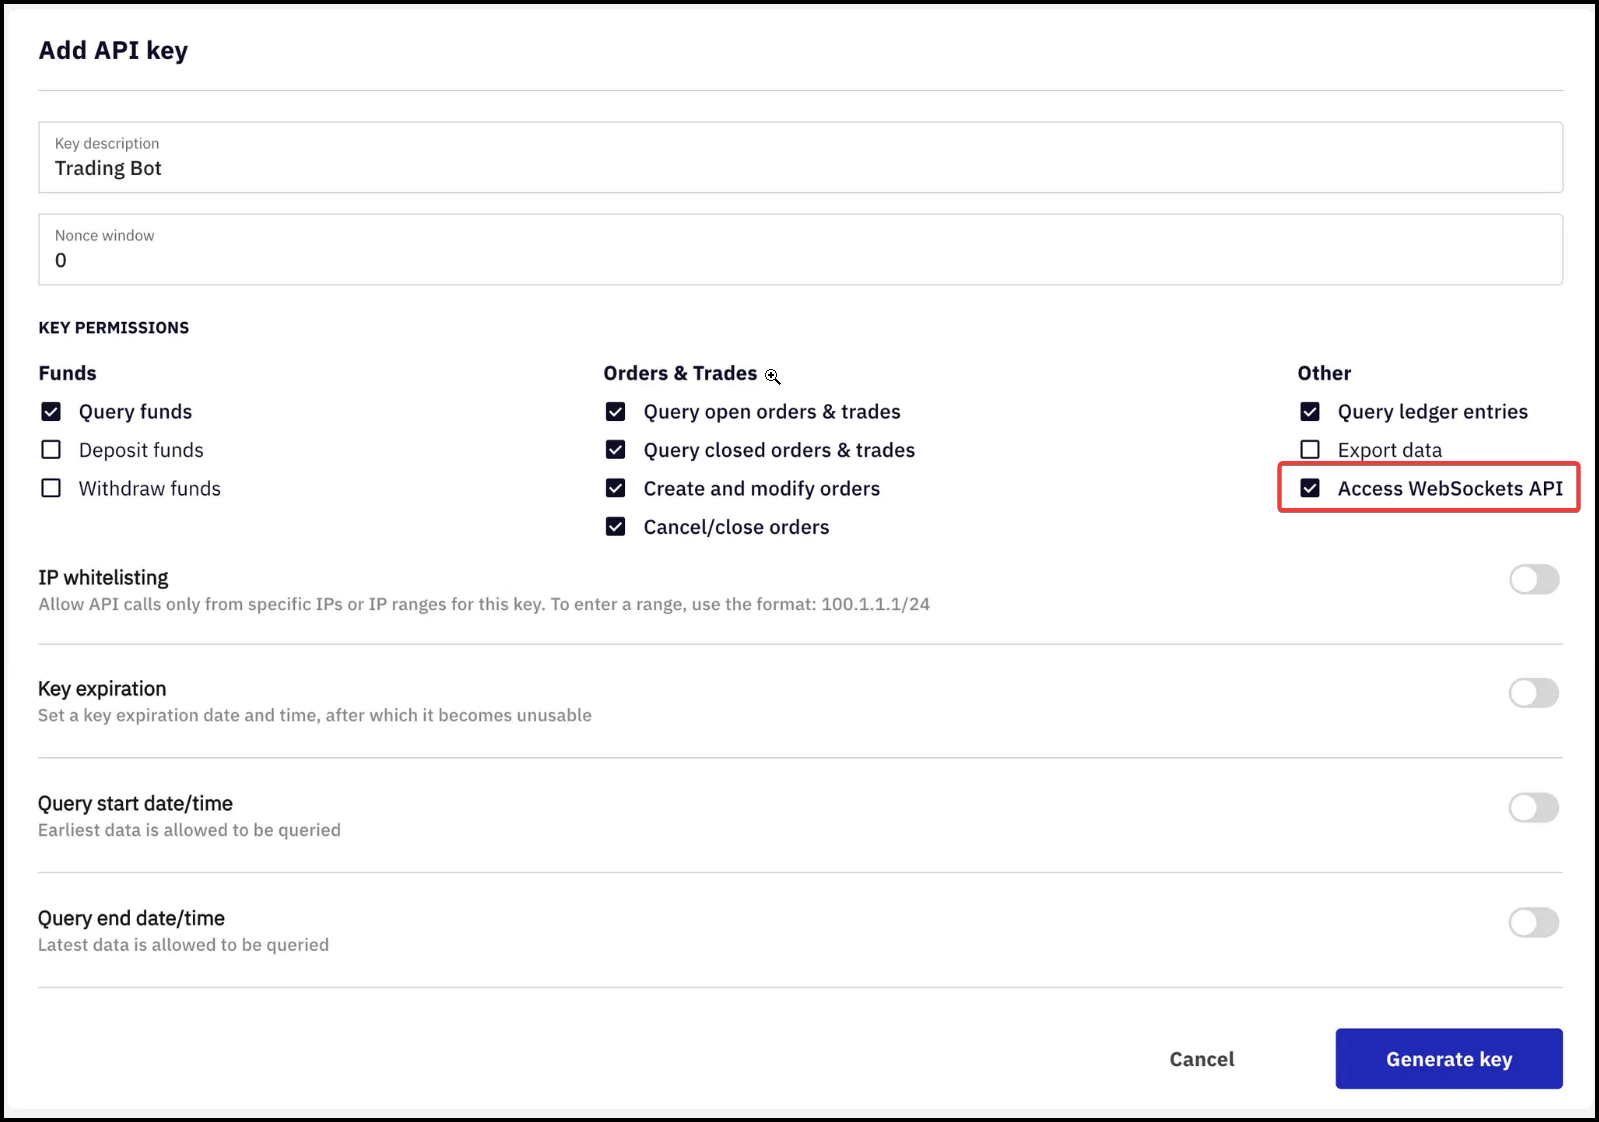 Add API key
Key description
Trading Bot
Nonce window
0
KEY PERMISSIONS
Funds
Query funds
Deposit funds
Withdraw funds
Orders & Trades
Query open orders & trades
Query closed orders & trades
Create and modify orders
Cancel/close orders
Other
Query ledger entries
Export data
Access WebSockets API
IP whitelisting
Allow API calls only from specific IPs or IP ranges for this key. To enter a range, use the format: 100.1.1.1/24
Key expiration
Set a key expiration date and time, after which it becomes unusable
Query start date/time
Earliest data is allowed to be queried
Query end date/time
Latest data is allowed to be queried
Cancel
Generate key